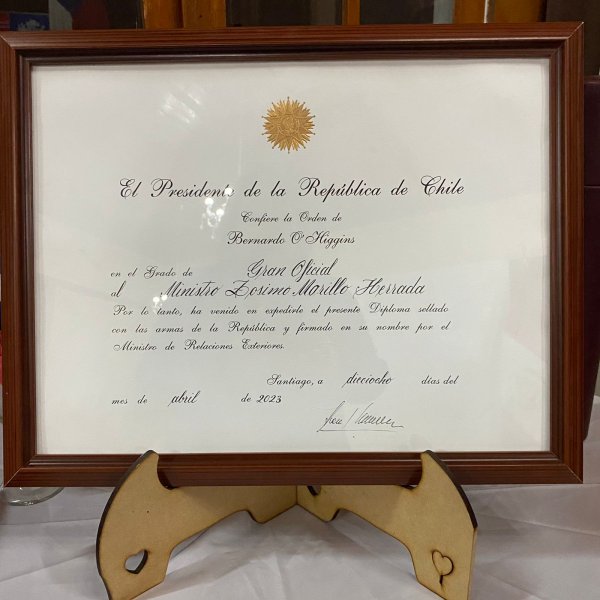 El Presidente de la República de Chile
Confiere la Orden de
Bernardo O'Higgins
en el Grado de Gran Oficial
al Ministro Zosimo Morillo Herrada
Por lo tanto, ha venido en expedirle el presente Diploma sellado
con las armas de la República y firmado en su nombre por el
Ministro de Relaciones Exteriores.
Santiago, a dieciocho días del
mes de abril de 2023